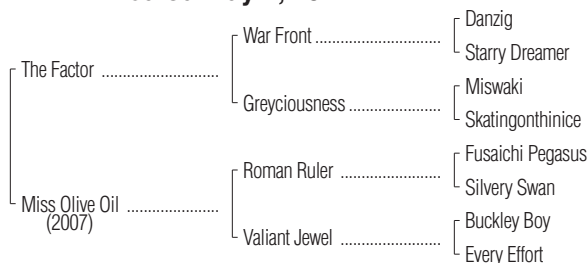 Danzig
War Front ........................
Starry Dreamer
The Factor ............................
Miswaki
Greyciousness ...................
Skatingonthinice
Fusaichi Pegasus
Roman Ruler ....................
Silvery Swan
Miss Olive Oil ......................
(2007)
Buckley Boy
Valiant Jewel ....................
Every Effort